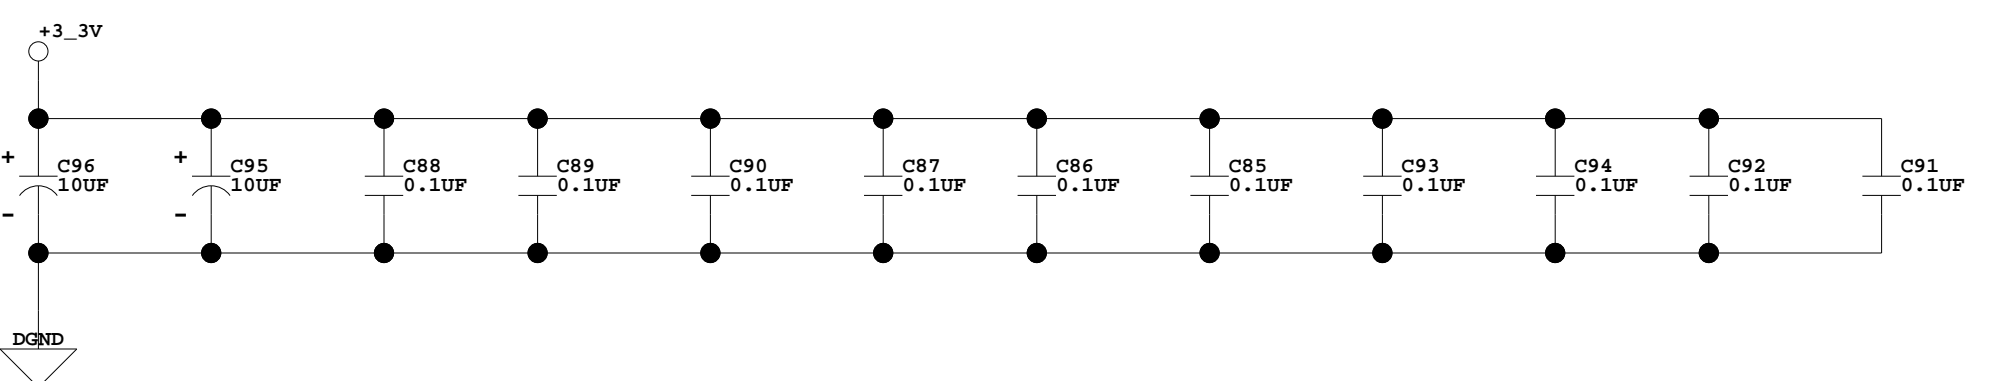 +3_3V
+
C96
10UF
-
+
C95
10UF
-
C88
0.1UF
C89
0.1UF
C90
0.1UF
C87
0.1UF
C86
0.1UF
C85
0.1UF
C93
0.1UF
C94
0.1UF
C92
0.1UF
C91
0.1UF
DGND